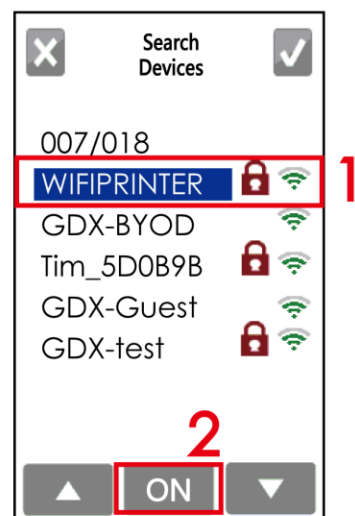 Search
Devices
007/018
WIFIPRINTER
1
GDX-BYOD
Tim_5D0B9B
GDX-Guest
GDX-test
2
ON